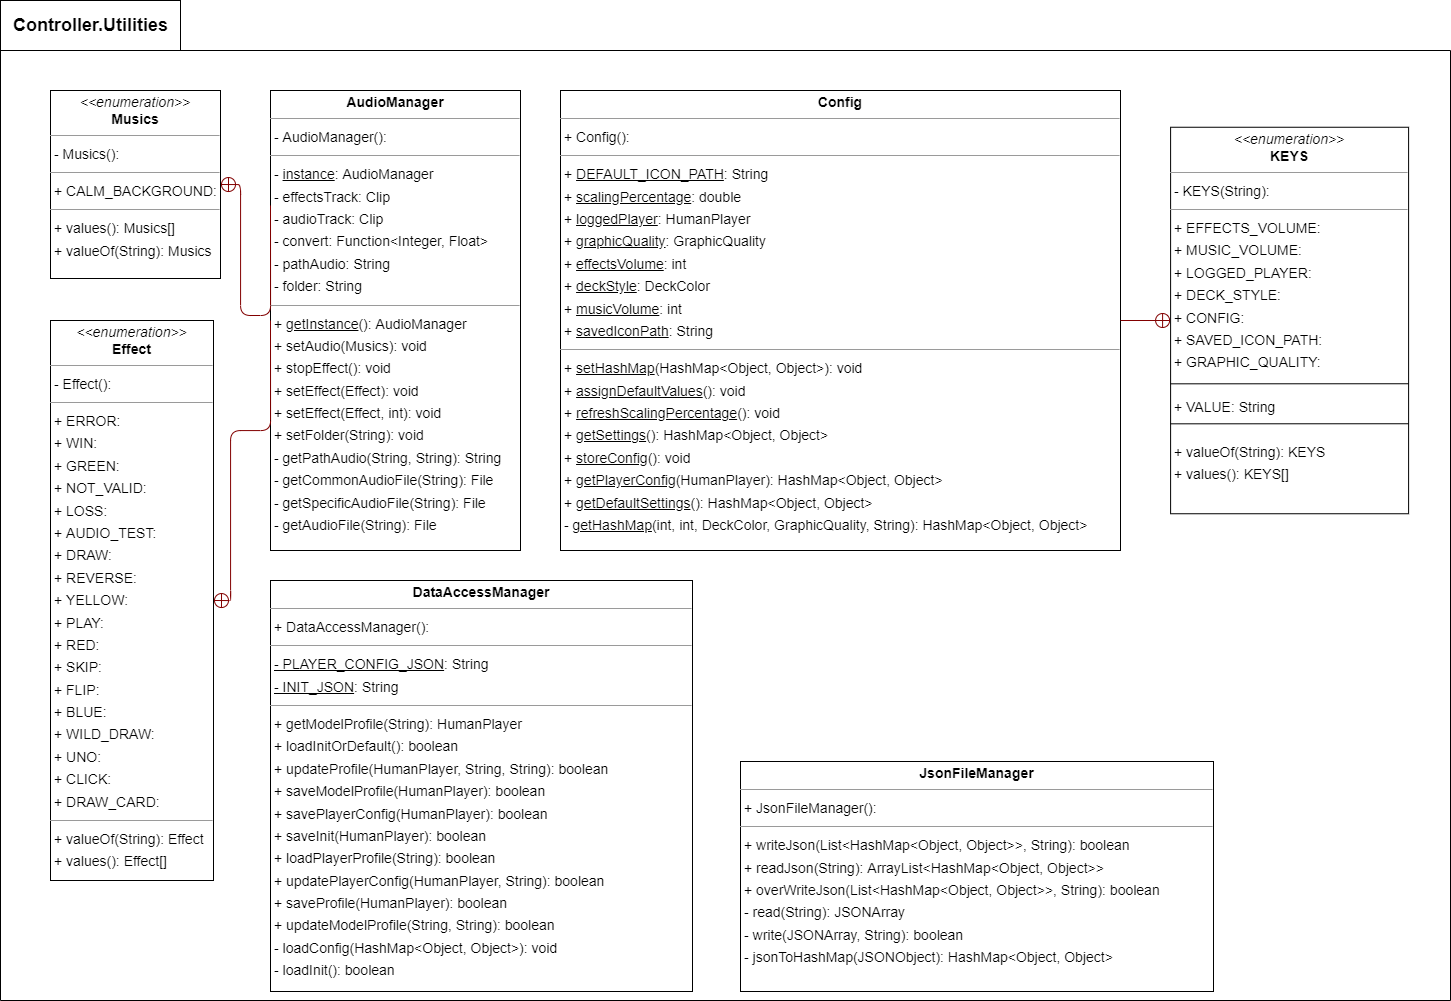 Controller.Utilities
<<enumeration>>
Musics
- Musics():
+ CALM_BACKGROUND:
+ values(): Musics[]
+ valueOf(String): Musics
<<enumeration>>
Effect
- Effect():
+ ERROR:
+ WIN:
+ GREEN:
+ NOT_VALID:
+ LOSS:
+ AUDIO_TEST:
+ DRAW:
+ REVERSE:
+ YELLOW:
+ PLAY:
+ RED:
+ SKIP:
+ FLIP:
+ BLUE:
+ WILD_DRAW:
+ UNO:
+ CLICK:
+ DRAW_CARD:
+ valueOf(String): Effect
+ values(): Effect[]
AudioManager
- AudioManager():
- instance: AudioManager
- effectsTrack: Clip
- audioTrack: Clip
- convert: Function<Integer, Float>
- pathAudio: String
- folder: String
+ getInstance(): AudioManager
+ setAudio(Musics): void
+ stopEffect(): void
+ setEffect(Effect): void
+ setEffect(Effect, int): void
+ setFolder(String): void
- getPathAudio(String, String): String
- getCommonAudioFile(String): File
- getSpecificAudioFile(String): File
- getAudioFile(String): File
Config
+ Config():
+ DEFAULT_ICON_PATH: String
+ scalingPercentage: double
+ loggedPlayer: HumanPlayer
+ graphicQuality: GraphicQuality
+ effectsVolume: int
+ deckStyle: DeckColor
+ musicVolume: int
+ savedIconPath: String
+ setHashMap(HashMap<Object, Object>): void
+ assignDefaultValues(): void
+ refreshScalingPercentage(): void
+ getSettings(): HashMap<Object, Object>
+ storeConfig(): void
+ getPlayerConfig(HumanPlayer): HashMap<Object, Object>
+ getDefaultSettings(): HashMap<Object, Object>
- getHashMap(int, int, DeckColor, GraphicQuality, String): HashMap<Object, Object>
<<enumeration>>
KEYS
- KEYS(String):
+ EFFECTS_VOLUME:
+ MUSIC_VOLUME:
+ LOGGED_PLAYER:
+ DECK_STYLE:
+ CONFIG:
+ SAVED_ICON_PATH:
+ GRAPHIC_QUALITY:
+ VALUE: String
+ valueOf(String): KEYS
+ values(): KEYS[]
DataAccessManager
+ DataAccessManager():
- PLAYER_CONFIG_JSON: String
- INIT_JSON: String
+ getModelProfile(String): HumanPlayer
+ loadInitOrDefault(): boolean
+ updateProfile(HumanPlayer, String, String): boolean
+ saveModelProfile(HumanPlayer): boolean
+ savePlayerConfig(HumanPlayer): boolean
+ saveInit(HumanPlayer): boolean
+ loadPlayerProfile(String): boolean
+ updatePlayerConfig(HumanPlayer, String): boolean
+ saveProfile(HumanPlayer): boolean
+ updateModelProfile(String, String): boolean
- loadConfig(HashMap<Object, Object>): void
- loadInit(): boolean
JsonFileManager
+ JsonFileManager():
+ writeJson(List<HashMap<Object, Object>>, String): boolean
+ readJson(String): ArrayList<HashMap<Object, Object>>
+ overWriteJson(List<HashMap<Object, Object>>, String): boolean
- read(String): JSONArray
- write(JSONArray, String): boolean
- jsonToHashMap(JSONObject): HashMap<Object, Object>